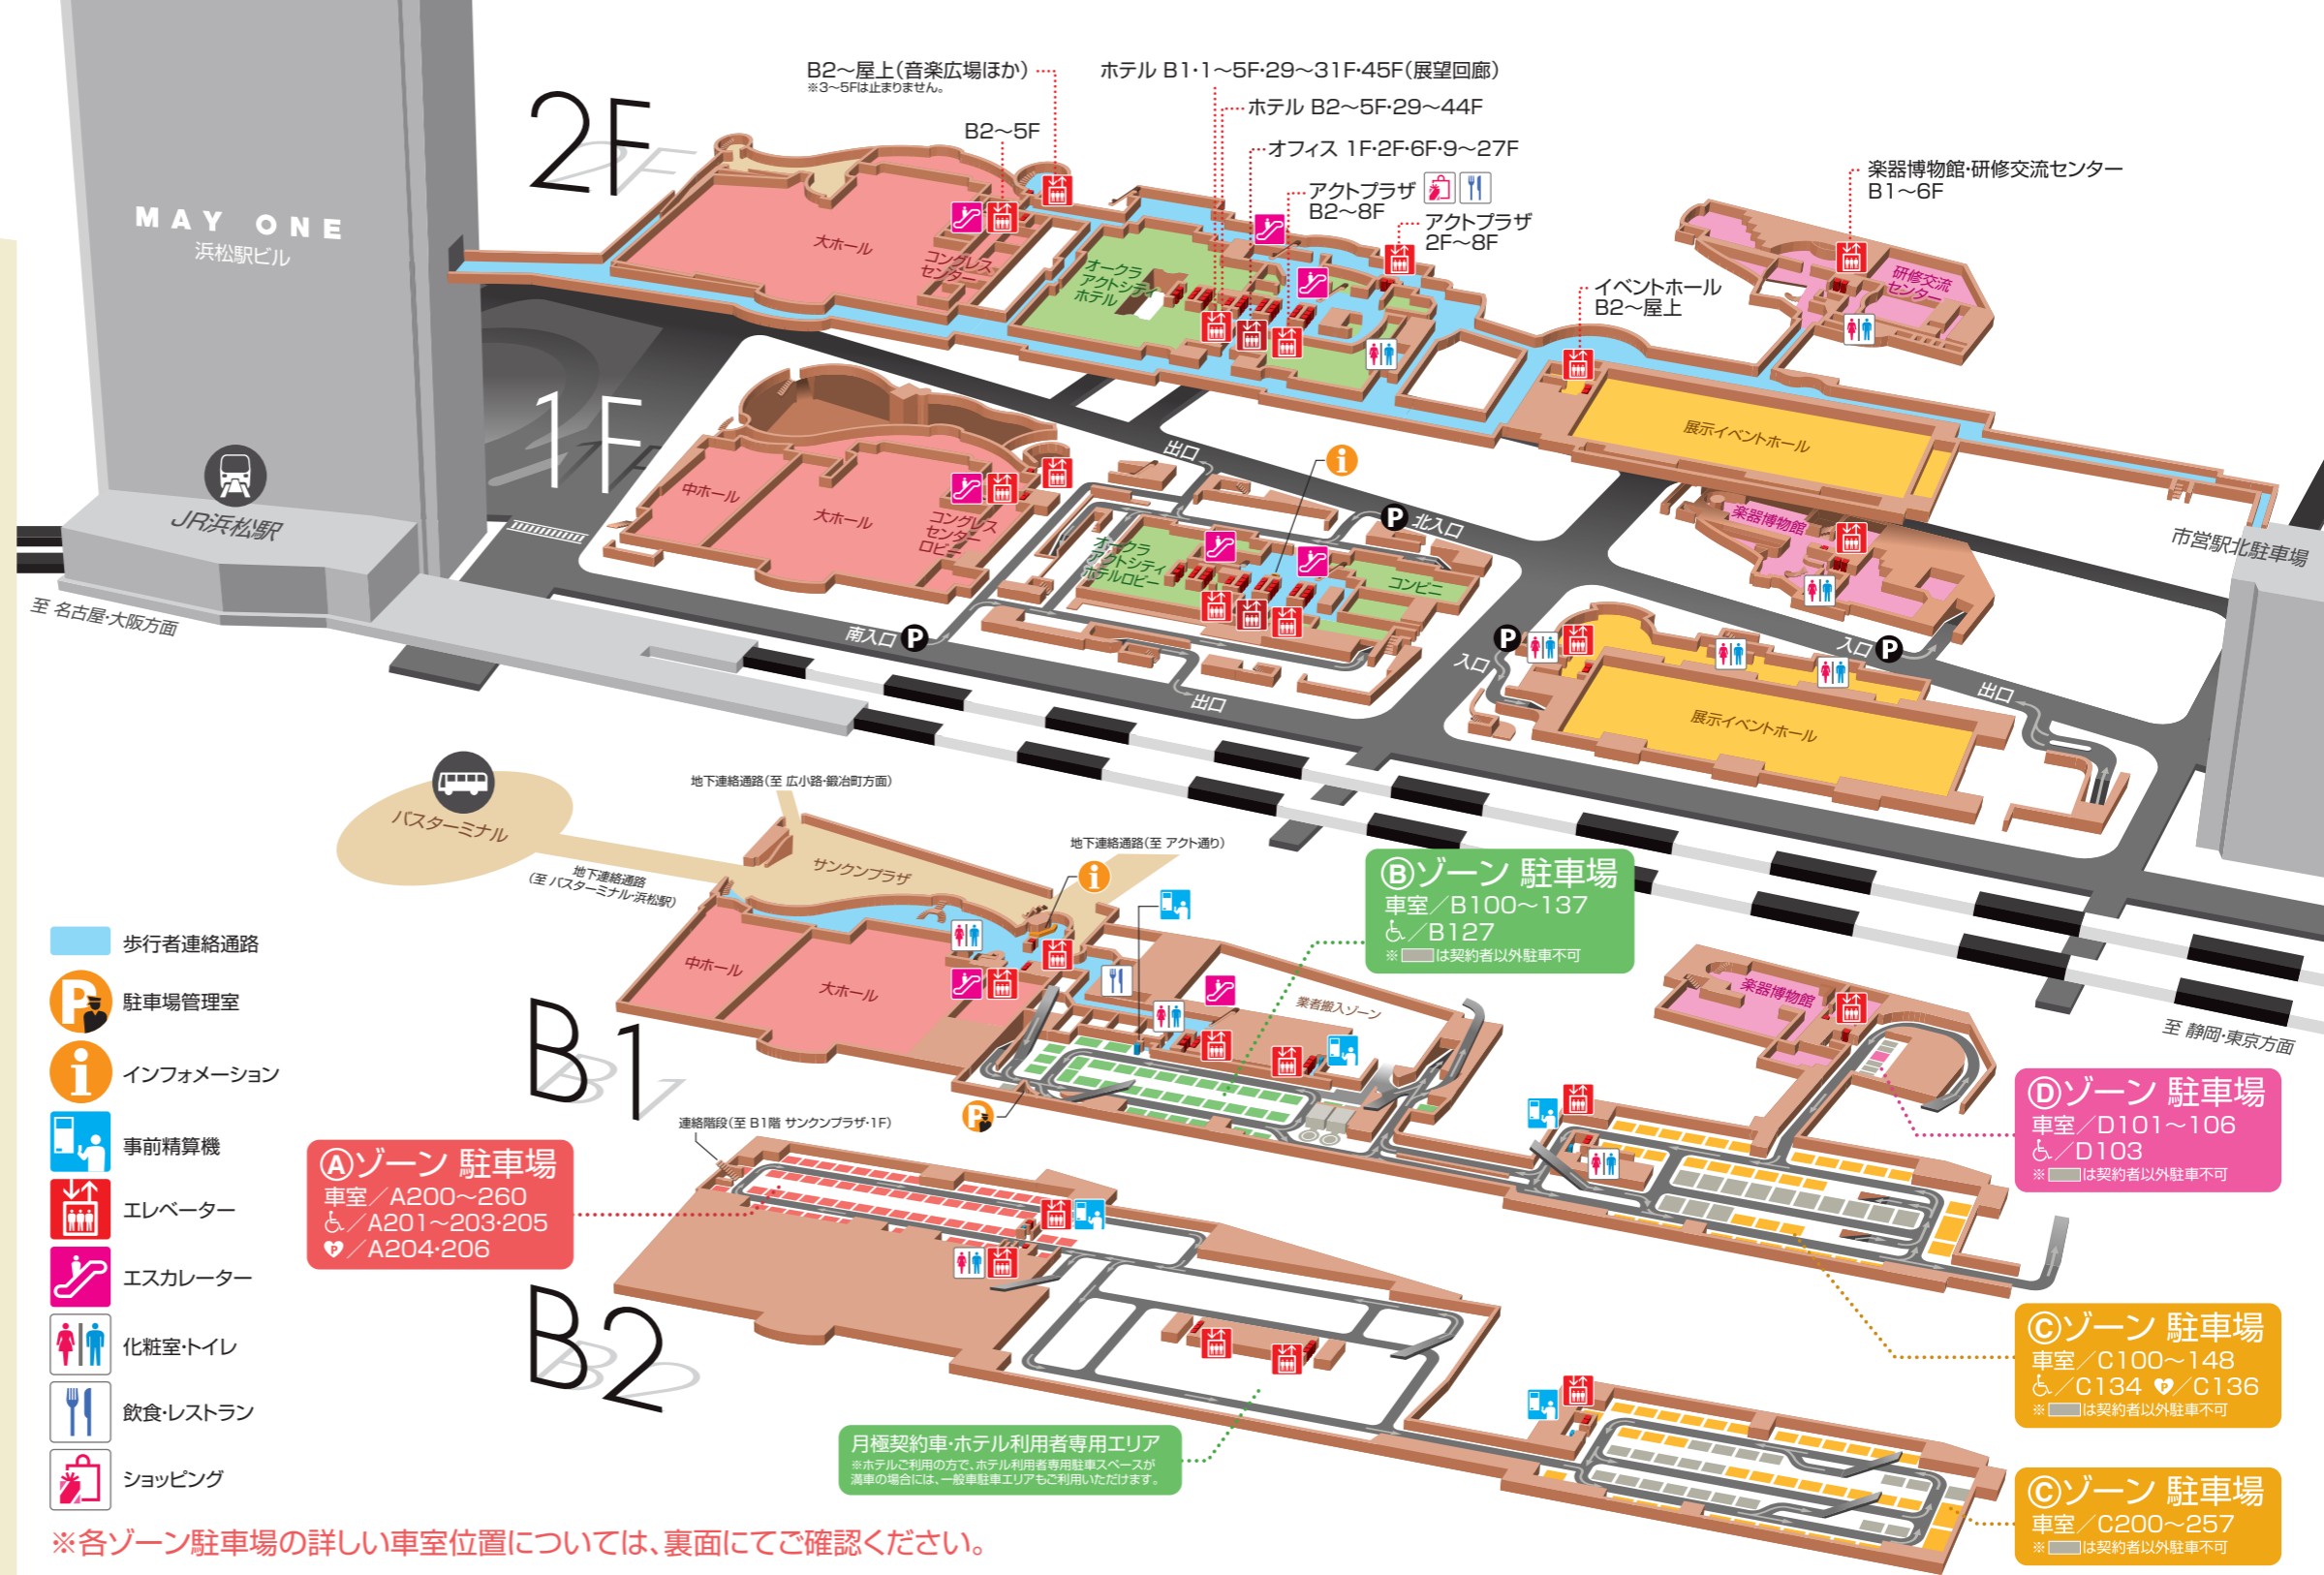 2F
B2～屋上(音楽広場ほか)
※3～5Fは止まりません。
B2～5F
ホテル B1・1～5F・29～31F・45F(展望回廊)
ホテル B2～5F・29～44F
オフィス 1F・2F・6F・9～27F
アクトプラザ
B2～8F
アクトプラザ
2F～8F
楽器博物館・研修交流センター
B1～6F
イベントホール
B2～屋上
MAY ONE
浜松駅ビル
大ホール
コングレス
センター
オークラ
アクトシティ
ホテル
研修交流
センター
展示イベントホール
1F
JR浜松駅
至 名古屋・大阪方面
中ホール
大ホール
コングレス
センター
ロビー
出口
i
P 北入口
オークラ
アクトシティ
ホテルロビー
コンビニ
南入口 P
出口
楽器博物館
市営駅北駐車場
P
入口
入口 P
出口
展示イベントホール
バスターミナル
地下連絡通路(至 広小路・鍛冶町方面)
地下連絡通路
(至 バスターミナル・浜松駅)
サンクンプラザ
地下連絡通路(至 アクト通り)
i
B1
中ホール
大ホール
業者搬入ゾーン
P
楽器博物館
至 静岡・東京方面
Ⓑゾーン 駐車場
車室／B100～137
／B127
※ は契約者以外駐車不可
Ⓓゾーン 駐車場
車室／D101～106
／D103
※ は契約者以外駐車不可
連絡階段(至 B1階 サンクンプラザ・1F)
Ⓐゾーン 駐車場
車室／A200～260
／A201～203・205
P／A204・206
B2
Ⓒゾーン 駐車場
車室／C100～148
／C134 P／C136
※ は契約者以外駐車不可
月極契約車・ホテル利用者専用エリア
※ホテルご利用の方で、ホテル利用者専用駐車スペースが
満車の場合には、一般車駐車エリアもご利用いただけます。
Ⓒゾーン 駐車場
車室／C200～257
※ は契約者以外駐車不可
歩行者連絡通路
P 駐車場管理室
i インフォメーション
事前精算機
エレベーター
エスカレーター
化粧室・トイレ
飲食・レストラン
ショッピング
※各ゾーン駐車場の詳しい車室位置については、裏面にてご確認ください。